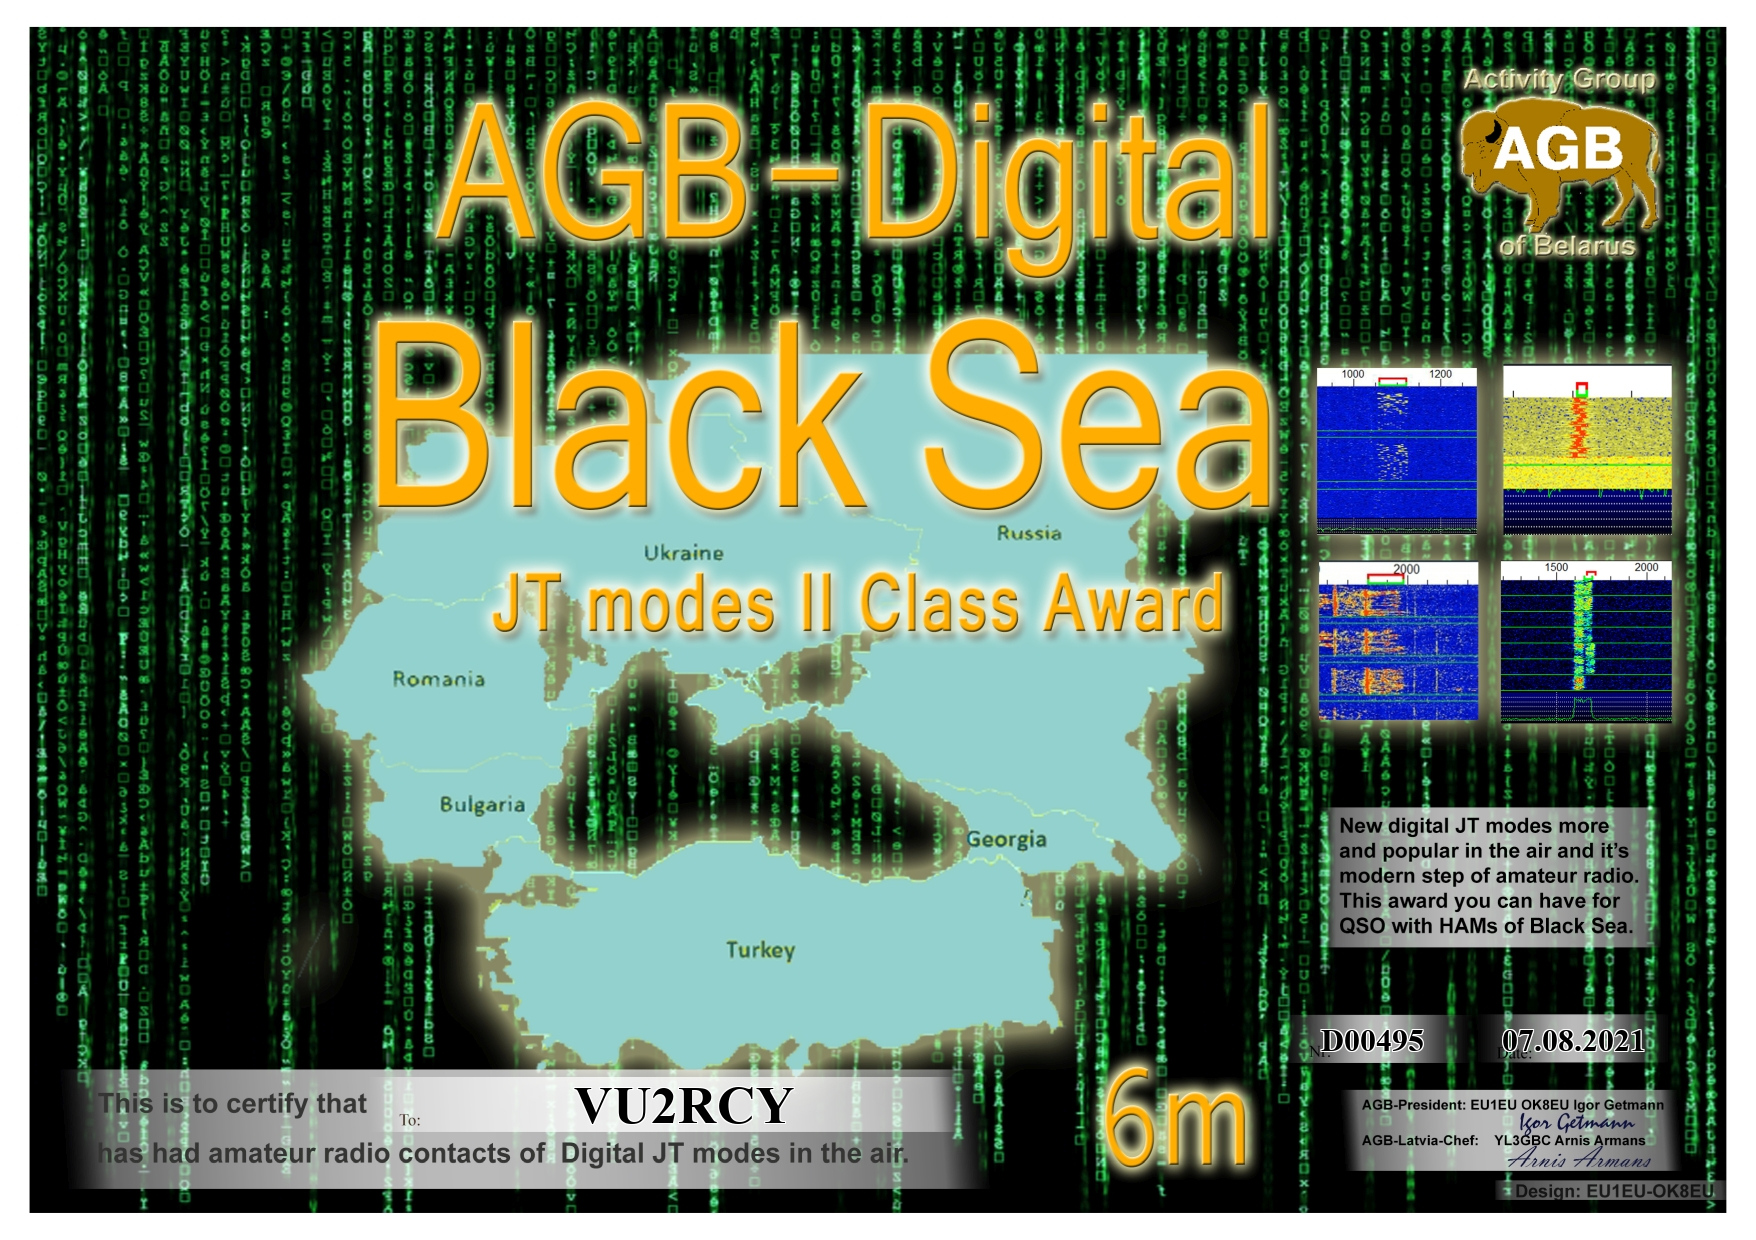 Activity Group
AGB
of Belarus
AGB-Digital
Black Sea
JT modes II Class Award
Ukraine
Russia
Romania
Bulgaria
Georgia
Turkey
1000 1200
2000
1500 2000
New digital JT modes more
and popular in the air and it's
modern step of amateur radio.
This award you can have for
QSO with HAMs of Black Sea.
Nr: D00495
Date: 07.08.2021
6m
This is to certify that To: VU2RCY
has had amateur radio contacts of Digital JT modes in the air.
AGB-President: EU1EU OK8EU Igor Getmann
Igor Getmann
AGB-Latvia-Chef: YL3GBC Arnis Armans
Arnis Armans
Design: EU1EU-OK8EU